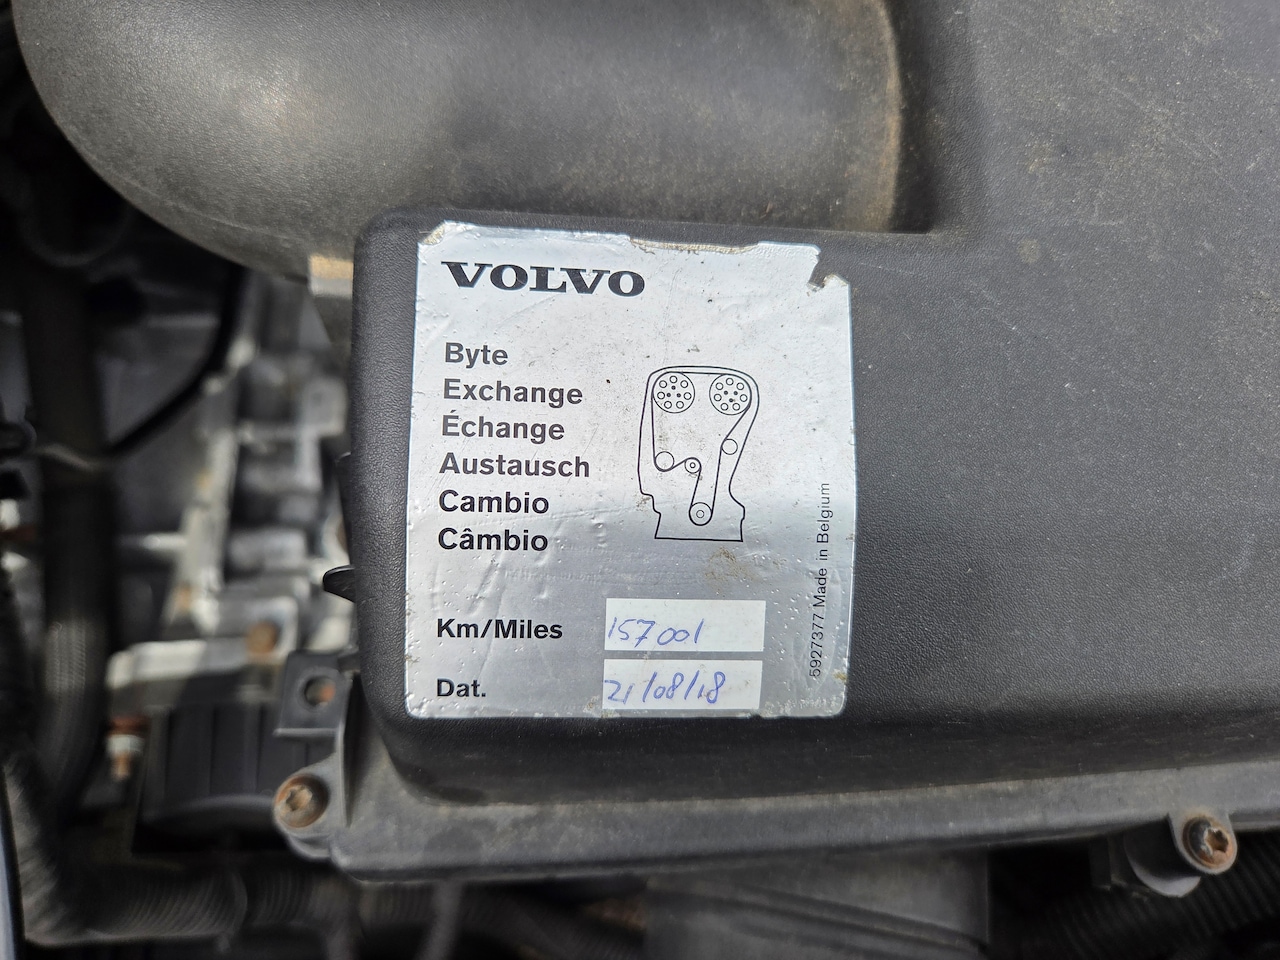 VOLVO
Byte
Exchange
Échange
Austausch
Cambio
Câmbio
Km/Miles 157001
Dat. 21/08/18
5927377 Made in Belgium